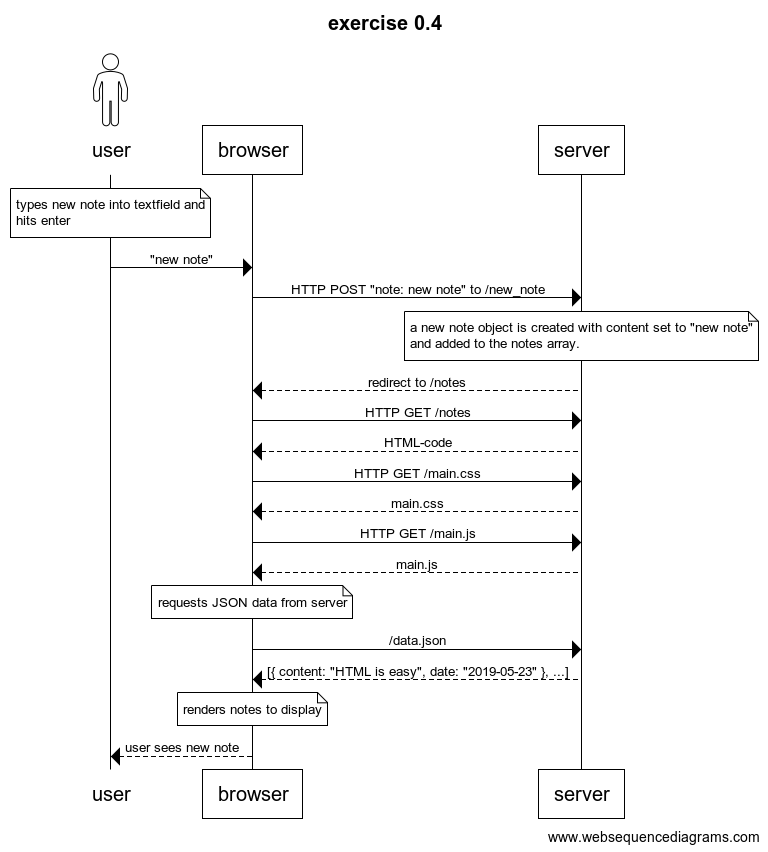 exercise 0.4
user
browser
server
types new note into textfield and
hits enter
"new note"
HTTP POST "note: new note" to /new_note
a new note object is created with content set to "new note"
and added to the notes array.
redirect to /notes
HTTP GET /notes
HTML-code
HTTP GET /main.css
main.css
HTTP GET /main.js
main.js
requests JSON data from server
/data.json
[{ content: "HTML is easy", date: "2019-05-23" }, ...]
renders notes to display
user sees new note
user
browser
server
www.websequencediagrams.com